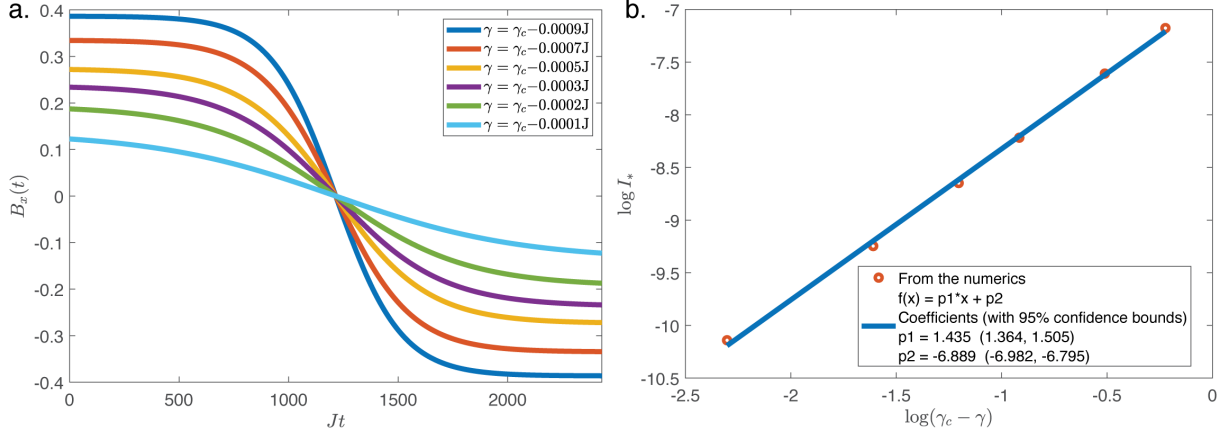 a.
0.4
0.3
0.2
0.1
0
-0.1
-0.2
-0.3
-0.4
B_x(t)
0
500
1000
1500
2000
Jt
γ = γ_c−0.0009J
γ = γ_c−0.0007J
γ = γ_c−0.0005J
γ = γ_c−0.0003J
γ = γ_c−0.0002J
γ = γ_c−0.0001J
b.
-7
-7.5
-8
-8.5
-9
-9.5
-10
-10.5
log I_*
-2.5
-2
-1.5
-1
-0.5
0
log(γ_c − γ)
From the numerics
f(x) = p1*x + p2
Coefficients (with 95% confidence bounds)
p1 = 1.435 (1.364, 1.505)
p2 = -6.889 (-6.982, -6.795)